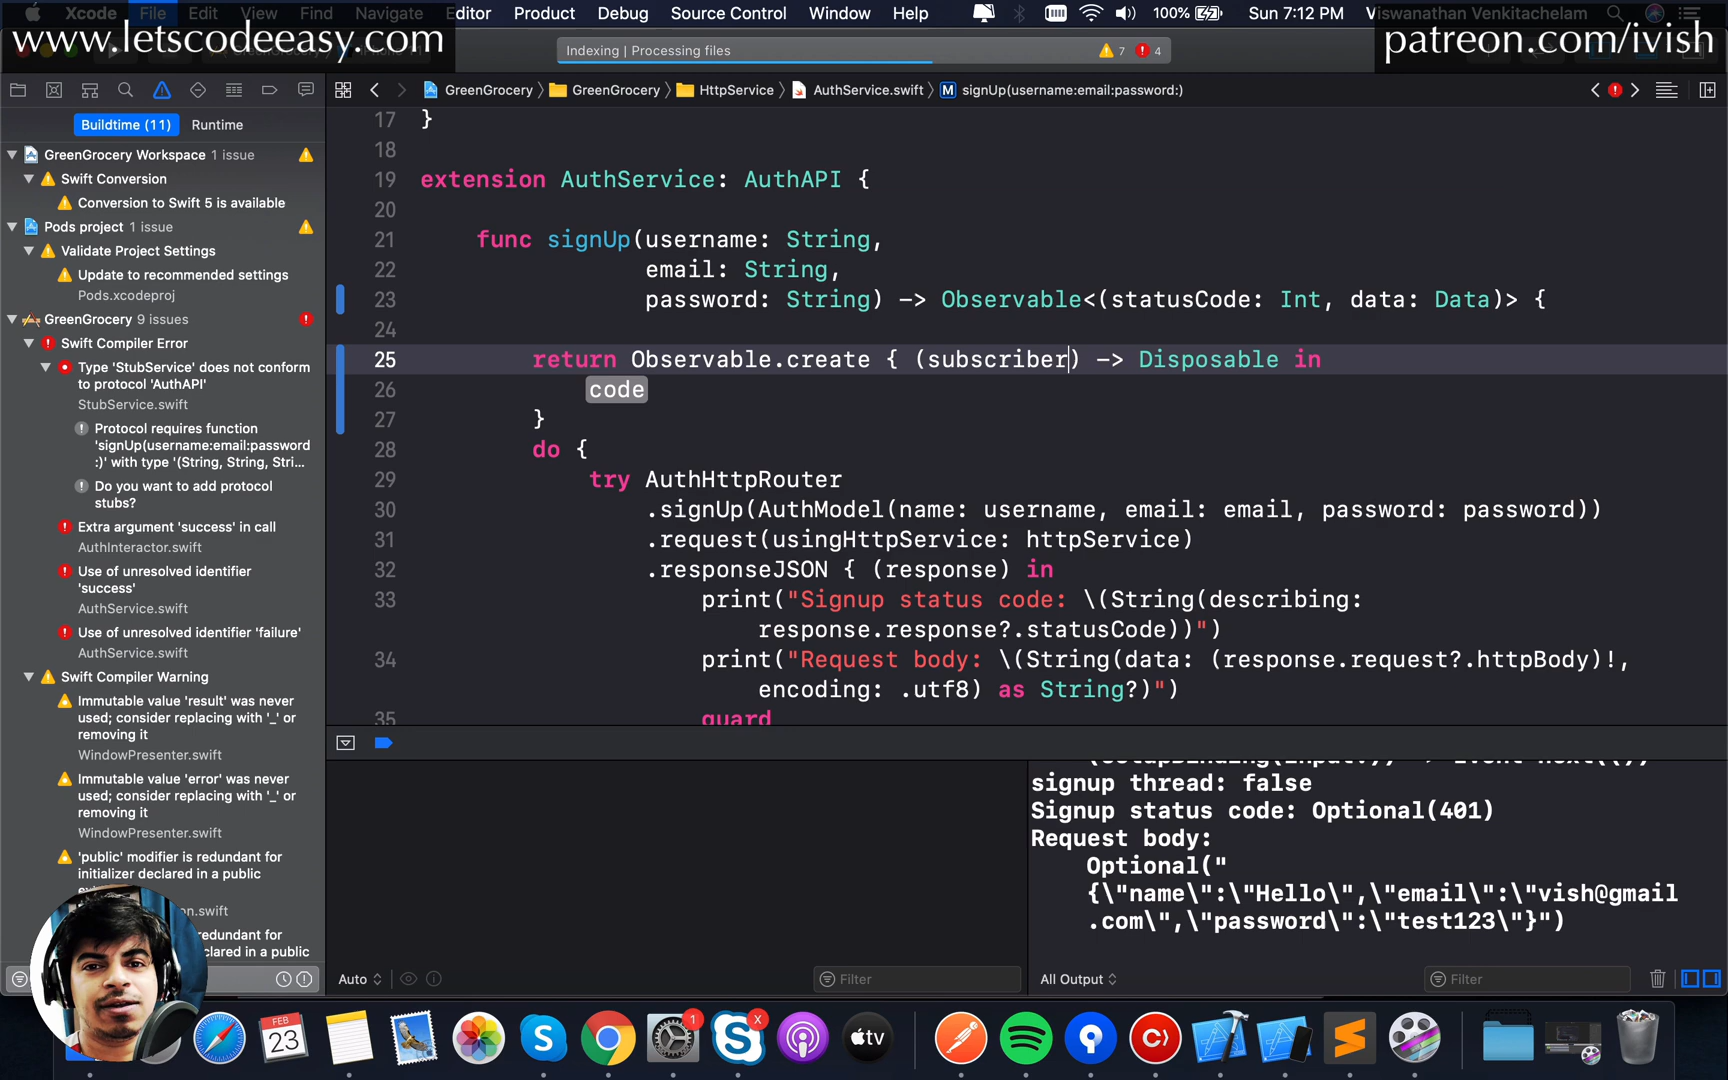 Xcode File Edit View Find Navigate Editor Product Debug Source Control Window Help 100% Sun 7:12 PM Viswanathan Venkitachelam
www.letscodeeasy.com
patreon.com/ivish
Indexing | Processing files 7 4
GreenGrocery GreenGrocery HttpService AuthService.swift M signUp(username:email:password:)
Buildtime (11) Runtime
GreenGrocery Workspace 1 issue
Swift Conversion
Conversion to Swift 5 is available
Pods project 1 issue
Validate Project Settings
Update to recommended settings
Pods.xcodeproj
GreenGrocery 9 issues
Swift Compiler Error
Type 'StubService' does not conform
to protocol 'AuthAPI'
StubService.swift
Protocol requires function
'signUp(username:email:password
:)' with type '(String, String, Stri...
Do you want to add protocol
stubs?
Extra argument 'success' in call
AuthInteractor.swift
Use of unresolved identifier
'success'
AuthService.swift
Use of unresolved identifier 'failure'
AuthService.swift
Swift Compiler Warning
Immutable value 'result' was never
used; consider replacing with '_' or
removing it
WindowPresenter.swift
Immutable value 'error' was never
used; consider replacing with '_' or
removing it
WindowPresenter.swift
'public' modifier is redundant for
initializer declared in a public
on.swift
redundant for
clared in a public
17 }
18
19 extension AuthService: AuthAPI {
20
21 func signUp(username: String,
22 email: String,
23 password: String) -> Observable<(statusCode: Int, data: Data)> {
24
25 return Observable.create { (subscriber) -> Disposable in
26 code
27 }
28 do {
29 try AuthHttpRouter
30 .signUp(AuthModel(name: username, email: email, password: password))
31 .request(usingHttpService: httpService)
32 .responseJSON { (response) in
33 print("Signup status code: \(String(describing:
response.response?.statusCode))")
34 print("Request body: \(String(data: (response.request?.httpBody)!,
encoding: .utf8) as String?)")
35 guard
signup thread: false
Signup status code: Optional(401)
Request body:
Optional("
{\"name\":\"Hello\",\"email\":\"vish@gmail
.com\",\"password\":\"test123\"}")
Auto Filter All Output Filter
FEB
23
1
X
tv